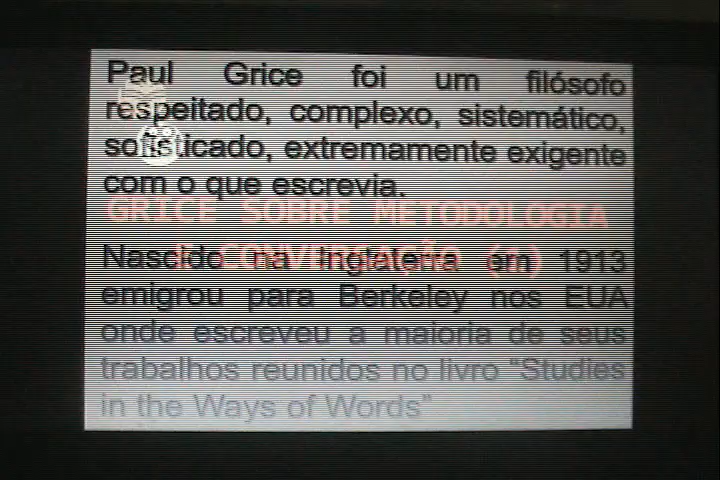 Paul Grice foi um filósofo
respeitado, complexo, sistemático,
sofisticado, extremamente exigente
com o que escrevia.
GRICE SOBRE METODOLOGIA
E CONVERSAÇÃO
Nascido na Inglaterra em 1913
emigrou para Berkeley nos EUA
onde escreveu a maioria de seus
trabalhos reunidos no livro “Studies
in the Ways of Words”